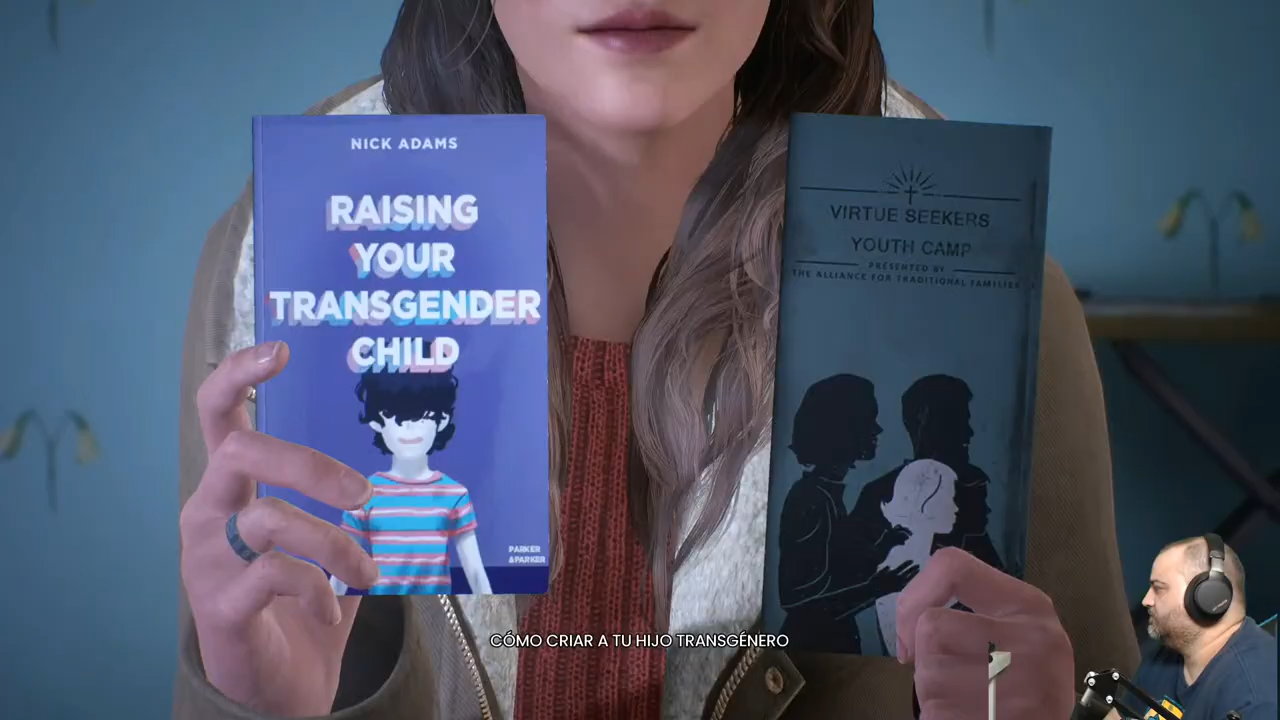 NICK ADAMS
RAISING
YOUR
TRANSGENDER
CHILD
PARKER
&PARKER
VIRTUE SEEKERS
YOUTH CAMP
PRESENTED BY
THE ALLIANCE FOR TRADITIONAL FAMILIES
CÓMO CRIAR A TU HIJO TRANSGÉNERO